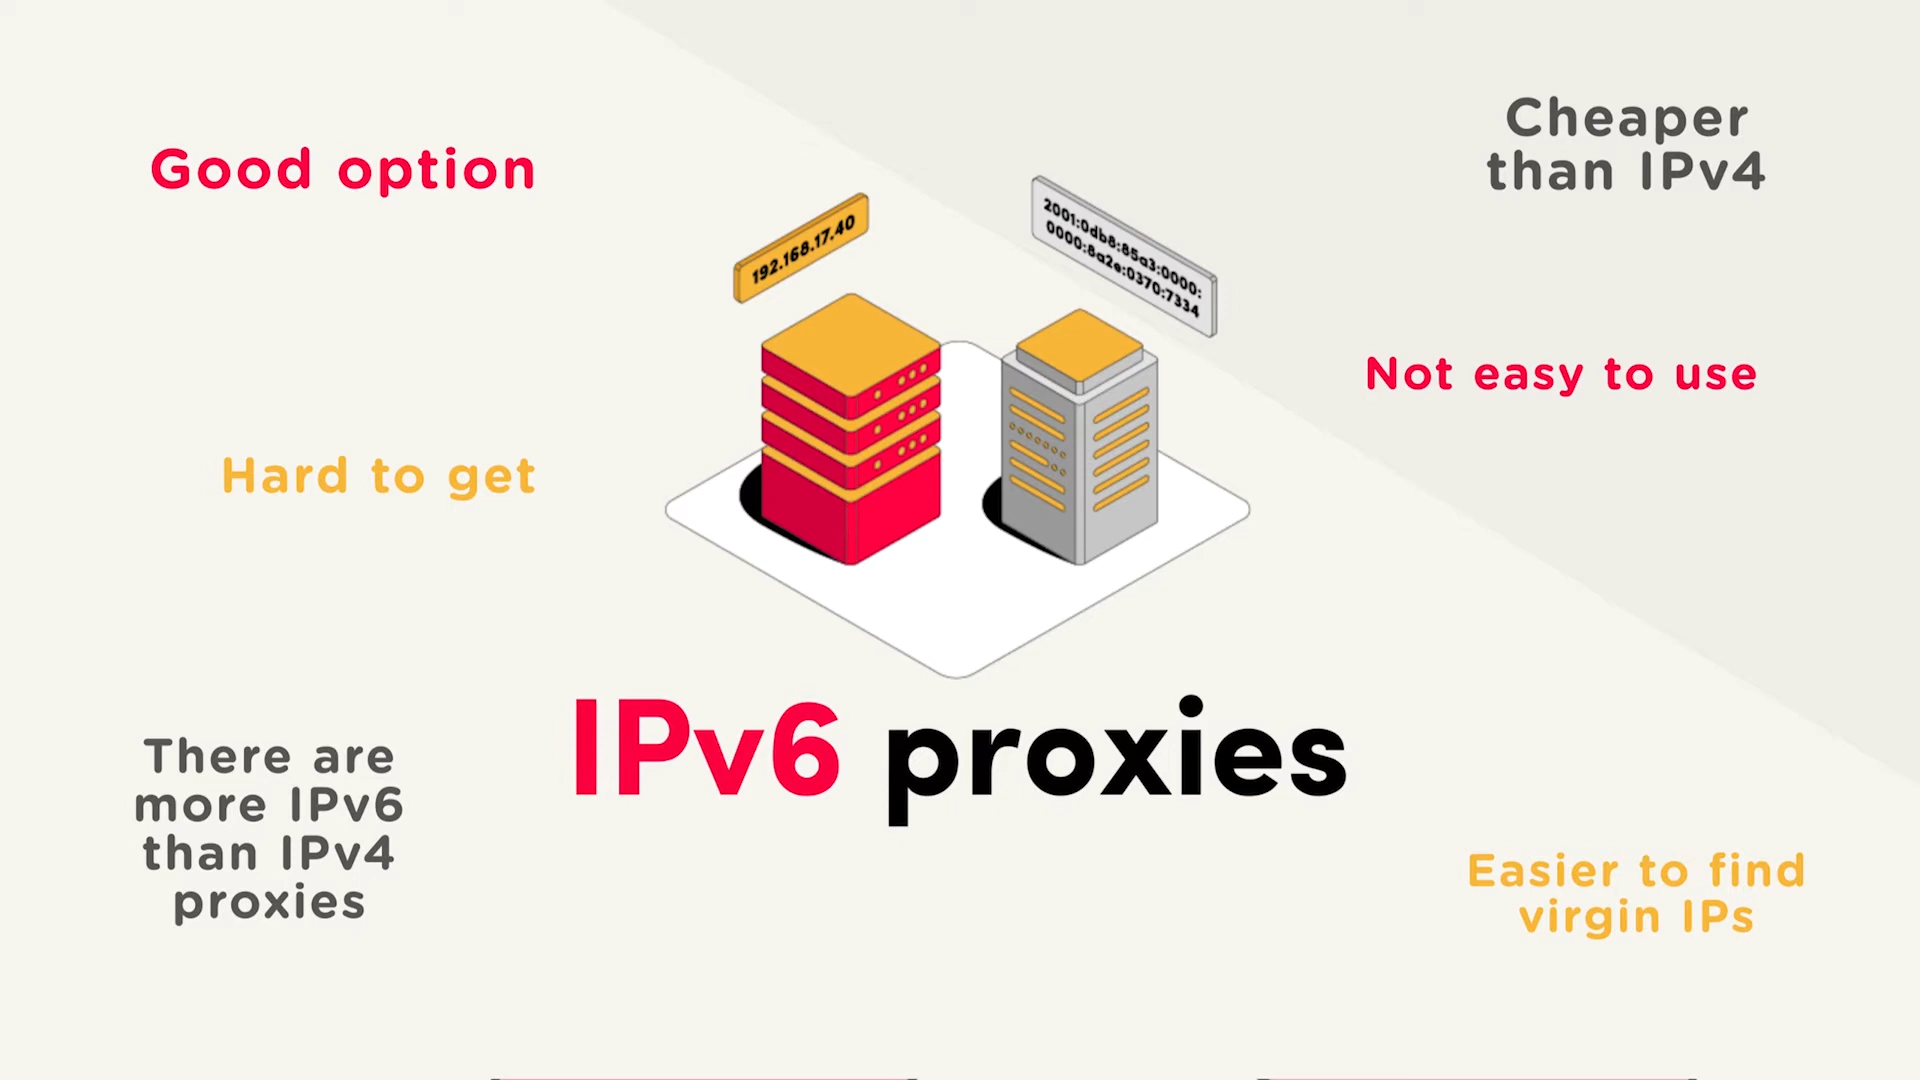 Good option
Cheaper
than IPv4
192.168.17.40
2001:0db8:85a3:0000:
0000:8a2e:0370:7334
Not easy to use
Hard to get
IPv6 proxies
There are
more IPv6
than IPv4
proxies
Easier to find
virgin IPs